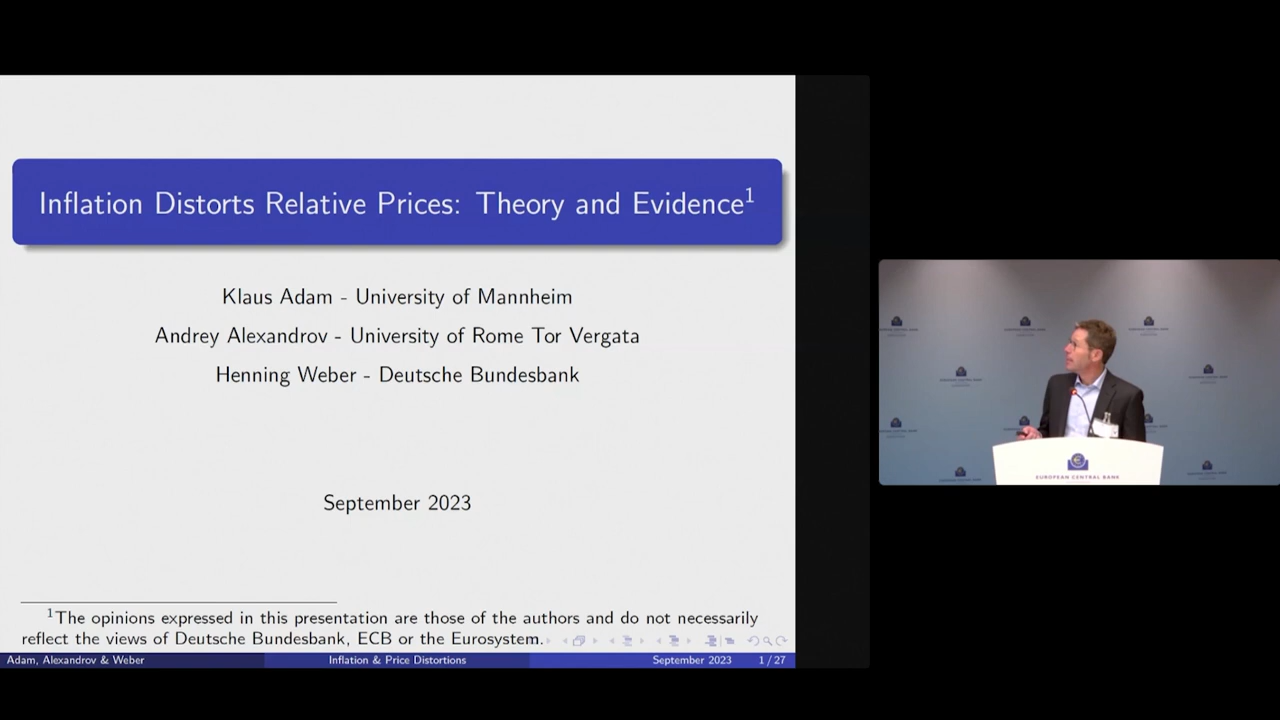 Inflation Distorts Relative Prices: Theory and Evidence¹
Klaus Adam - University of Mannheim
Andrey Alexandrov - University of Rome Tor Vergata
Henning Weber - Deutsche Bundesbank
September 2023
¹The opinions expressed in this presentation are those of the authors and do not necessarily
reflect the views of Deutsche Bundesbank, ECB or the Eurosystem.
Adam, Alexandrov & Weber Inflation & Price Distortions September 2023 1 / 27
EUROPEAN CENTRAL BANK